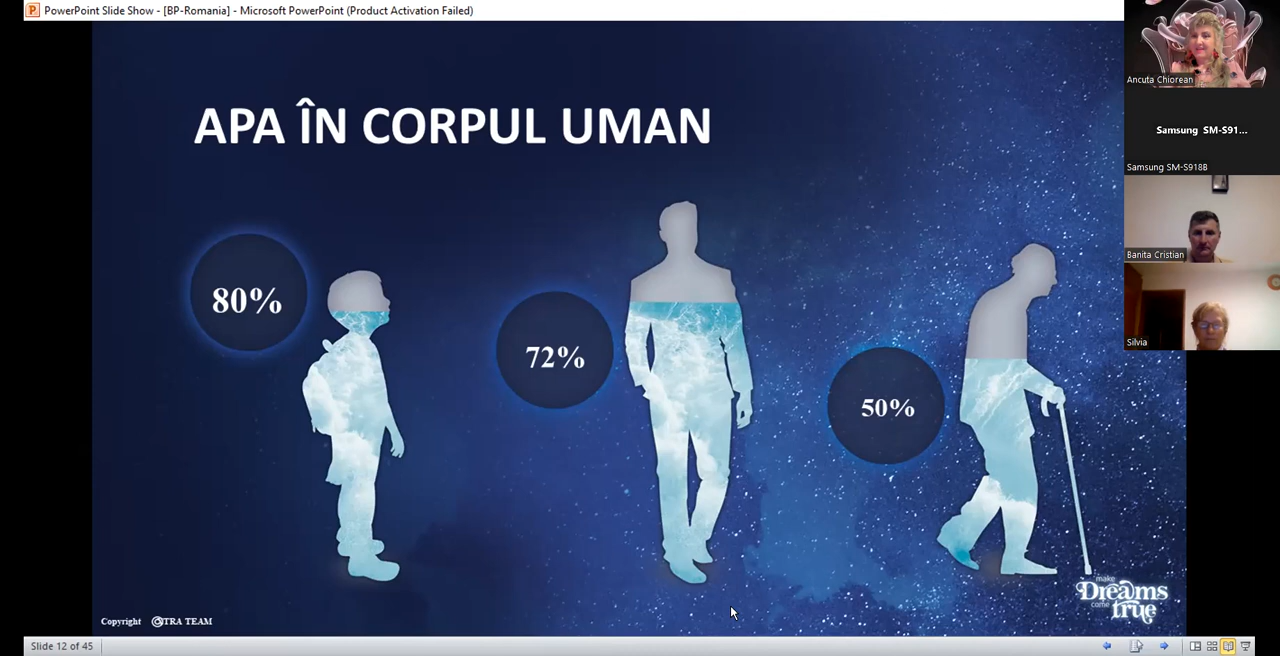 PowerPoint Slide Show - [BP-Romania] - Microsoft PowerPoint (Product Activation Failed)
APA ÎN CORPUL UMAN
80%
72%
50%
make
Dreams
come true
Copyright ©TRA TEAM
Slide 12 of 45
Ancuta Chiorean
Samsung SM-S91...
Samsung SM-S918B
Banita Cristian
Silvia